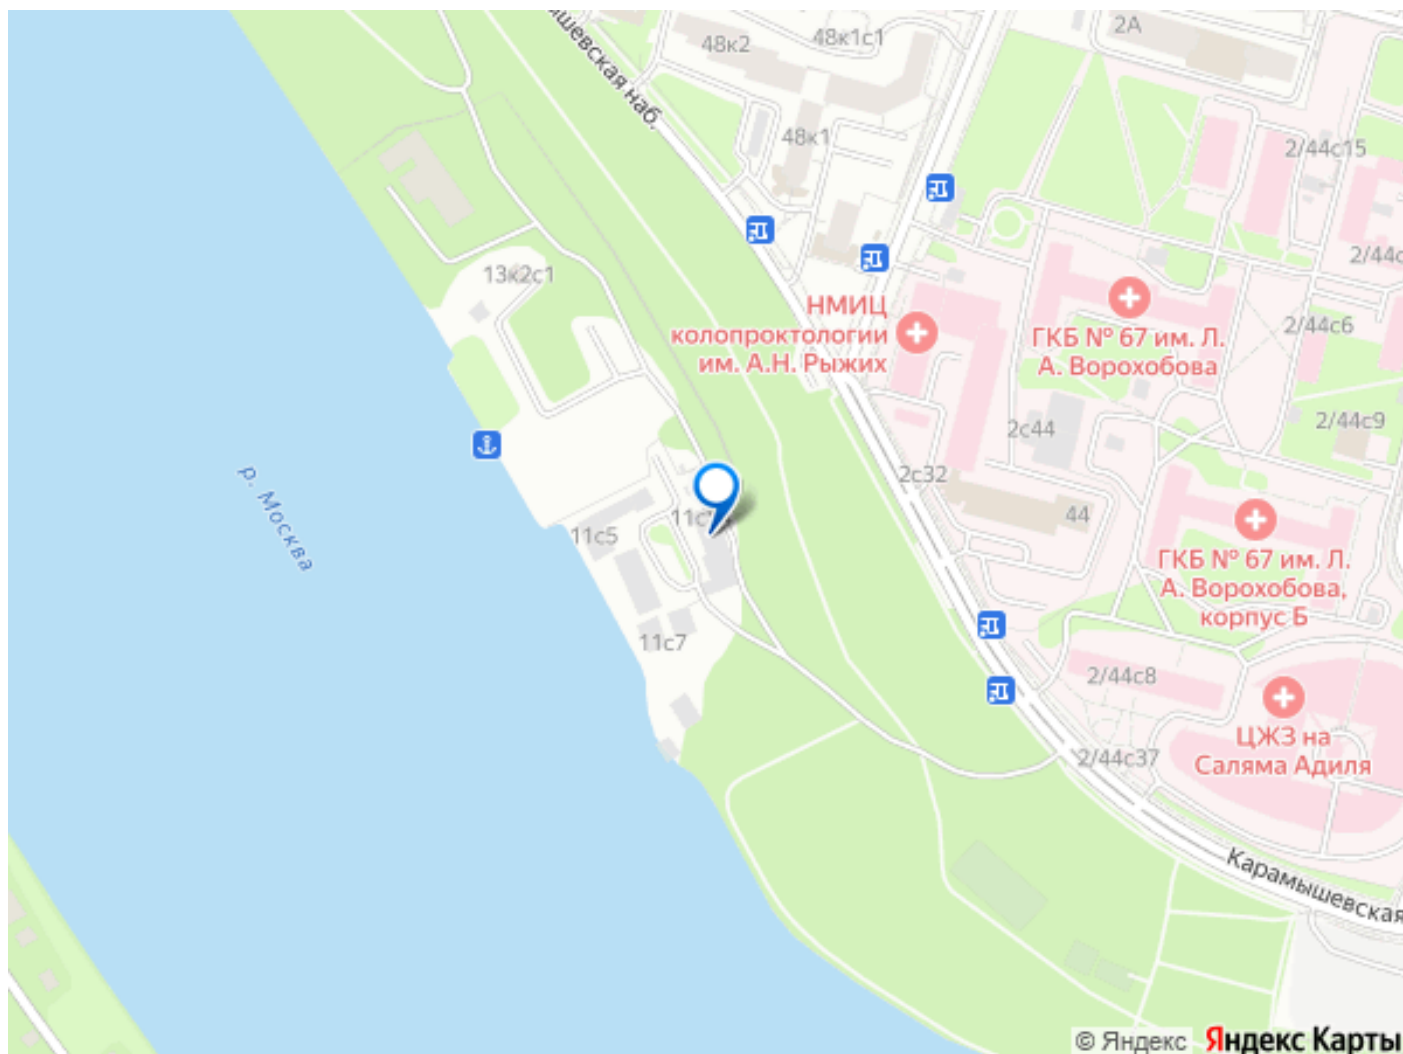 2А
48к2
48к1с1
ышевская наб.
48к1
2/44с15
2/44с
13к2с1
НМИЦ
колопроктологии
им. А.Н. Рыжих
ГКБ № 67 им. Л.
А. Ворохобова
2/44с6
2/44с9
2с44
2с32
44
р. Москва
11с5
11с
ГКБ № 67 им. Л.
А. Ворохобова,
корпус Б
11с7
2/44с8
ЦЖЗ на
Саляма Адиля
2/44с37
Карамышевская
© Яндекс Яндекс Карты